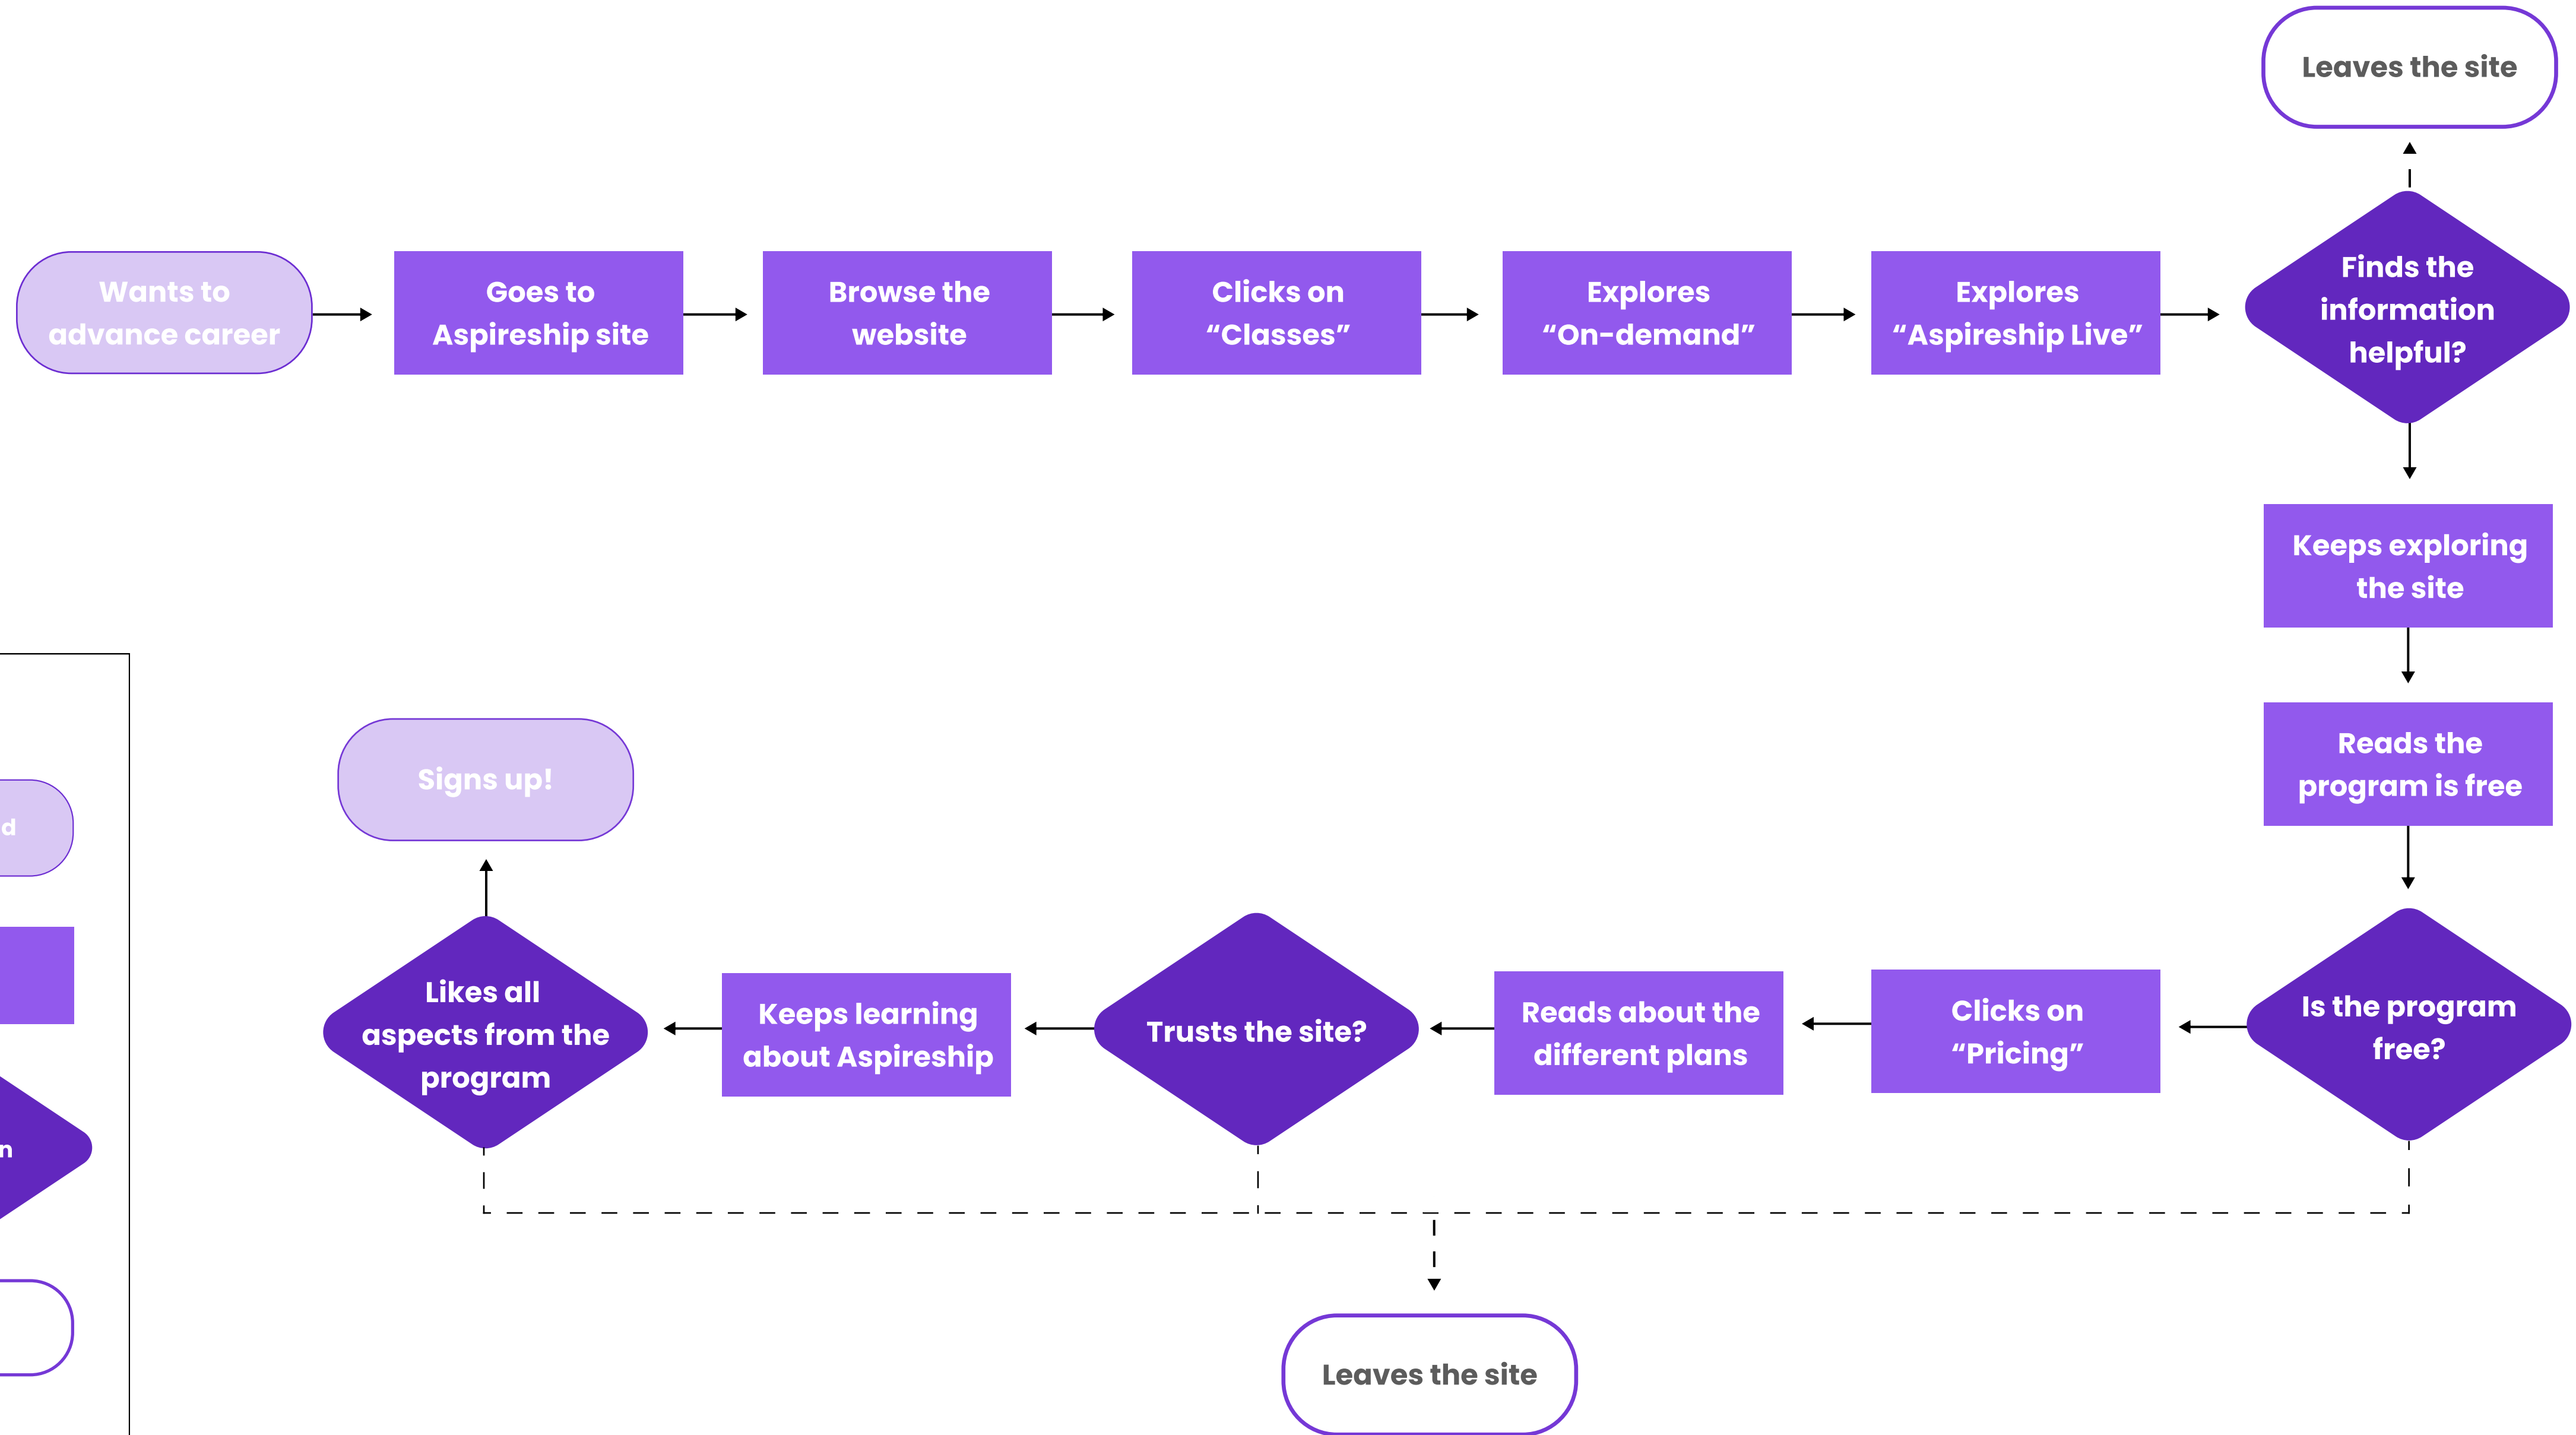 Leaves the site
Wants to
advance career
Goes to
Aspireship site
Browse the
website
Clicks on
“Classes”
Explores
“On-demand”
Explores
“Aspireship Live”
Finds the
information
helpful?
Keeps exploring
the site
Reads the
program is free
Is the program
free?
Clicks on
“Pricing”
Reads about the
different plans
Trusts the site?
Keeps learning
about Aspireship
Likes all
aspects from the
program
Signs up!
Leaves the site
d
n